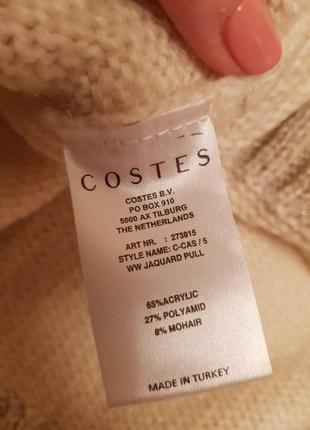 COSTES
COSTES B.V.
PO BOX 910
5000 AX TILBURG
THE NETHERLANDS
ART NR. : 273815
STYLE NAME: C-CAS / 5
WW JAQUARD PULL
65%ACRYLIC
27% POLYAMID
8% MOHAIR
MADE IN TURKEY